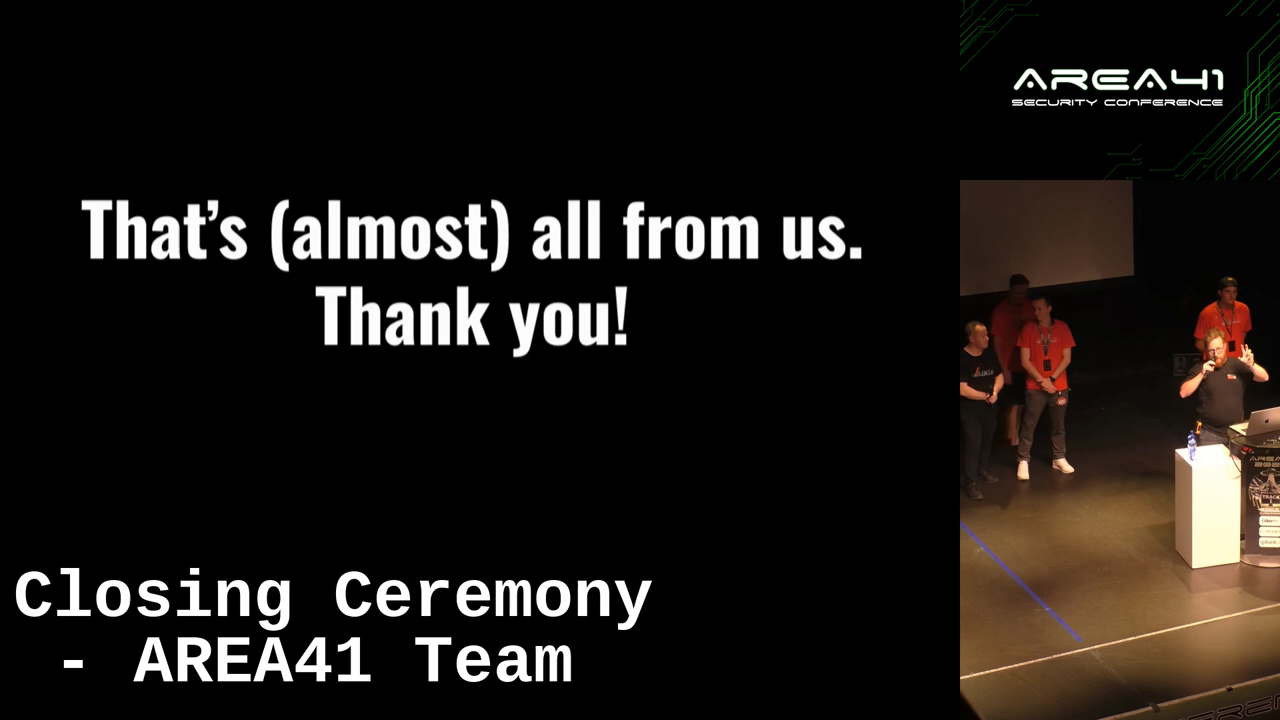 That's (almost) all from us.
Thank you!
Closing Ceremony
- AREA41 Team
AREA41
SECURITY CONFERENCE